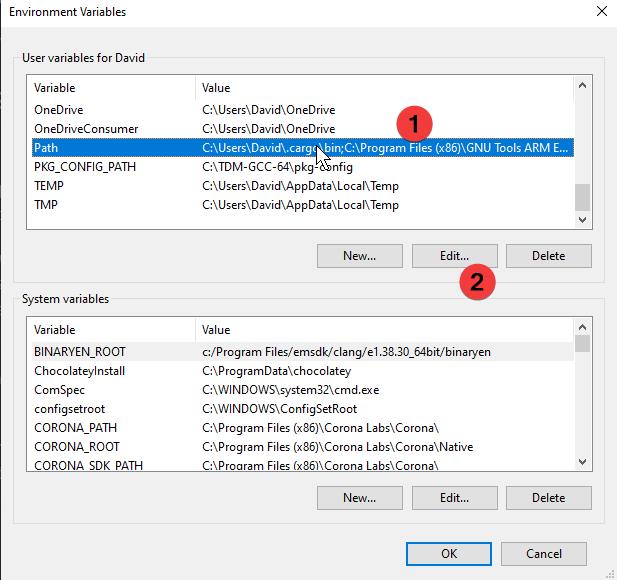 Environment Variables
User variables for David
Variable Value
OneDrive C:\Users\David\OneDrive
OneDriveConsumer C:\Users\David\OneDrive
1
Path C:\Users\David\.cargo\bin;C:\Program Files (x86)\GNU Tools ARM E...
PKG_CONFIG_PATH C:\TDM-GCC-64\pkg-config
TEMP C:\Users\David\AppData\Local\Temp
TMP C:\Users\David\AppData\Local\Temp
New... Edit... Delete
2
System variables
Variable Value
BINARYEN_ROOT c:/Program Files/emsdk/clang/e1.38.30_64bit/binaryen
ChocolateyInstall C:\ProgramData\chocolatey
ComSpec C:\WINDOWS\system32\cmd.exe
configsetroot C:\WINDOWS\ConfigSetRoot
CORONA_PATH C:\Program Files (x86)\Corona Labs\Corona\
CORONA_ROOT C:\Program Files (x86)\Corona Labs\Corona/Native
CORONA_SDK_PATH C:\Program Files (x86)\Corona Labs\Corona\
New... Edit... Delete
OK Cancel